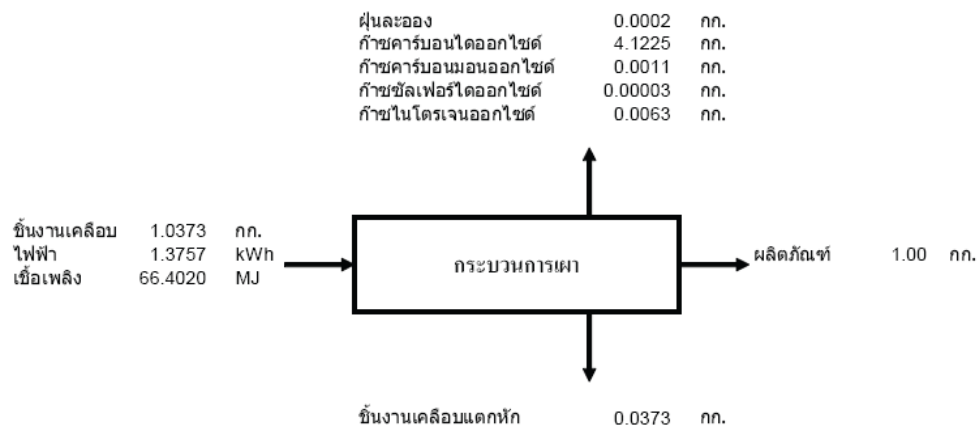 ฝุ่นละออง 0.0002 กก.
ก๊าซคาร์บอนไดออกไซด์ 4.1225 กก.
ก๊าซคาร์บอนมอนออกไซด์ 0.0011 กก.
ก๊าซซัลเฟอร์ไดออกไซด์ 0.00003 กก.
ก๊าซไนโตรเจนออกไซด์ 0.0063 กก.
ชิ้นงานเคลือบ 1.0373 กก.
ไฟฟ้า 1.3757 kWh
เชื้อเพลิง 66.4020 MJ
กระบวนการเผา
ผลิตภัณฑ์ 1.00 กก.
ชิ้นงานเคลือบแตกหัก 0.0373 กก.